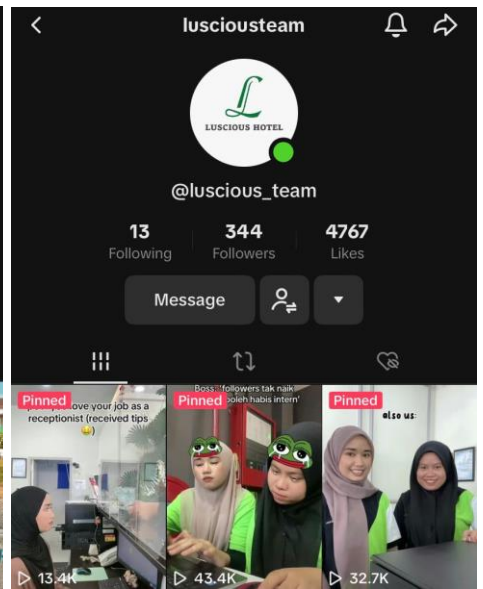 lusciousteam
L
LUSCIOUS HOTEL
@luscious_team
13
Following
344
Followers
4767
Likes
Message
Pinned
love your job as a
receptionist (received tips
😂)
13.4K
Boss: 'followers tak naik
Pinned
boleh habis intern'
43.4K
Pinned
also us:
32.7K